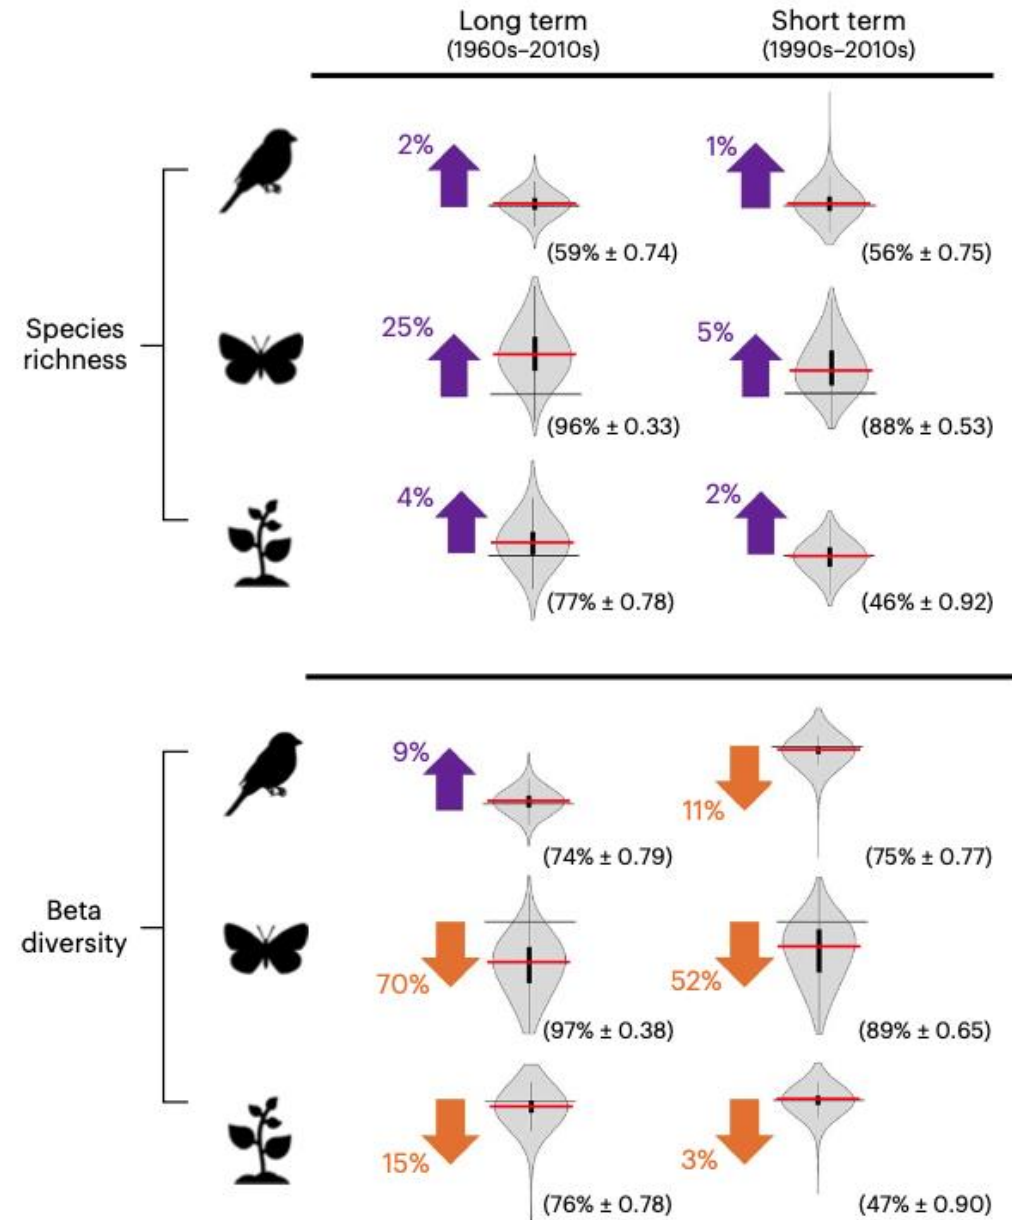 Long term
(1960s–2010s)
Short term
(1990s–2010s)
Species
richness
2%
(59% ± 0.74)
1%
(56% ± 0.75)
25%
(96% ± 0.33)
5%
(88% ± 0.53)
4%
(77% ± 0.78)
2%
(46% ± 0.92)
Beta
diversity
9%
(74% ± 0.79)
11%
(75% ± 0.77)
70%
(97% ± 0.38)
52%
(89% ± 0.65)
15%
(76% ± 0.78)
3%
(47% ± 0.90)